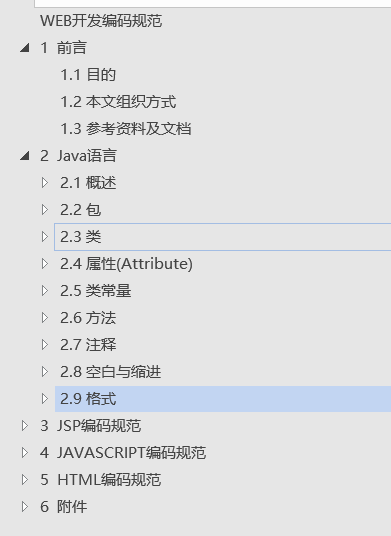 WEB开发编码规范
1 前言
1.1 目的
1.2 本文组织方式
1.3 参考资料及文档
2 Java语言
2.1 概述
2.2 包
2.3 类
2.4 属性(Attribute)
2.5 类常量
2.6 方法
2.7 注释
2.8 空白与缩进
2.9 格式
3 JSP编码规范
4 JAVASCRIPT编码规范
5 HTML编码规范
6 附件